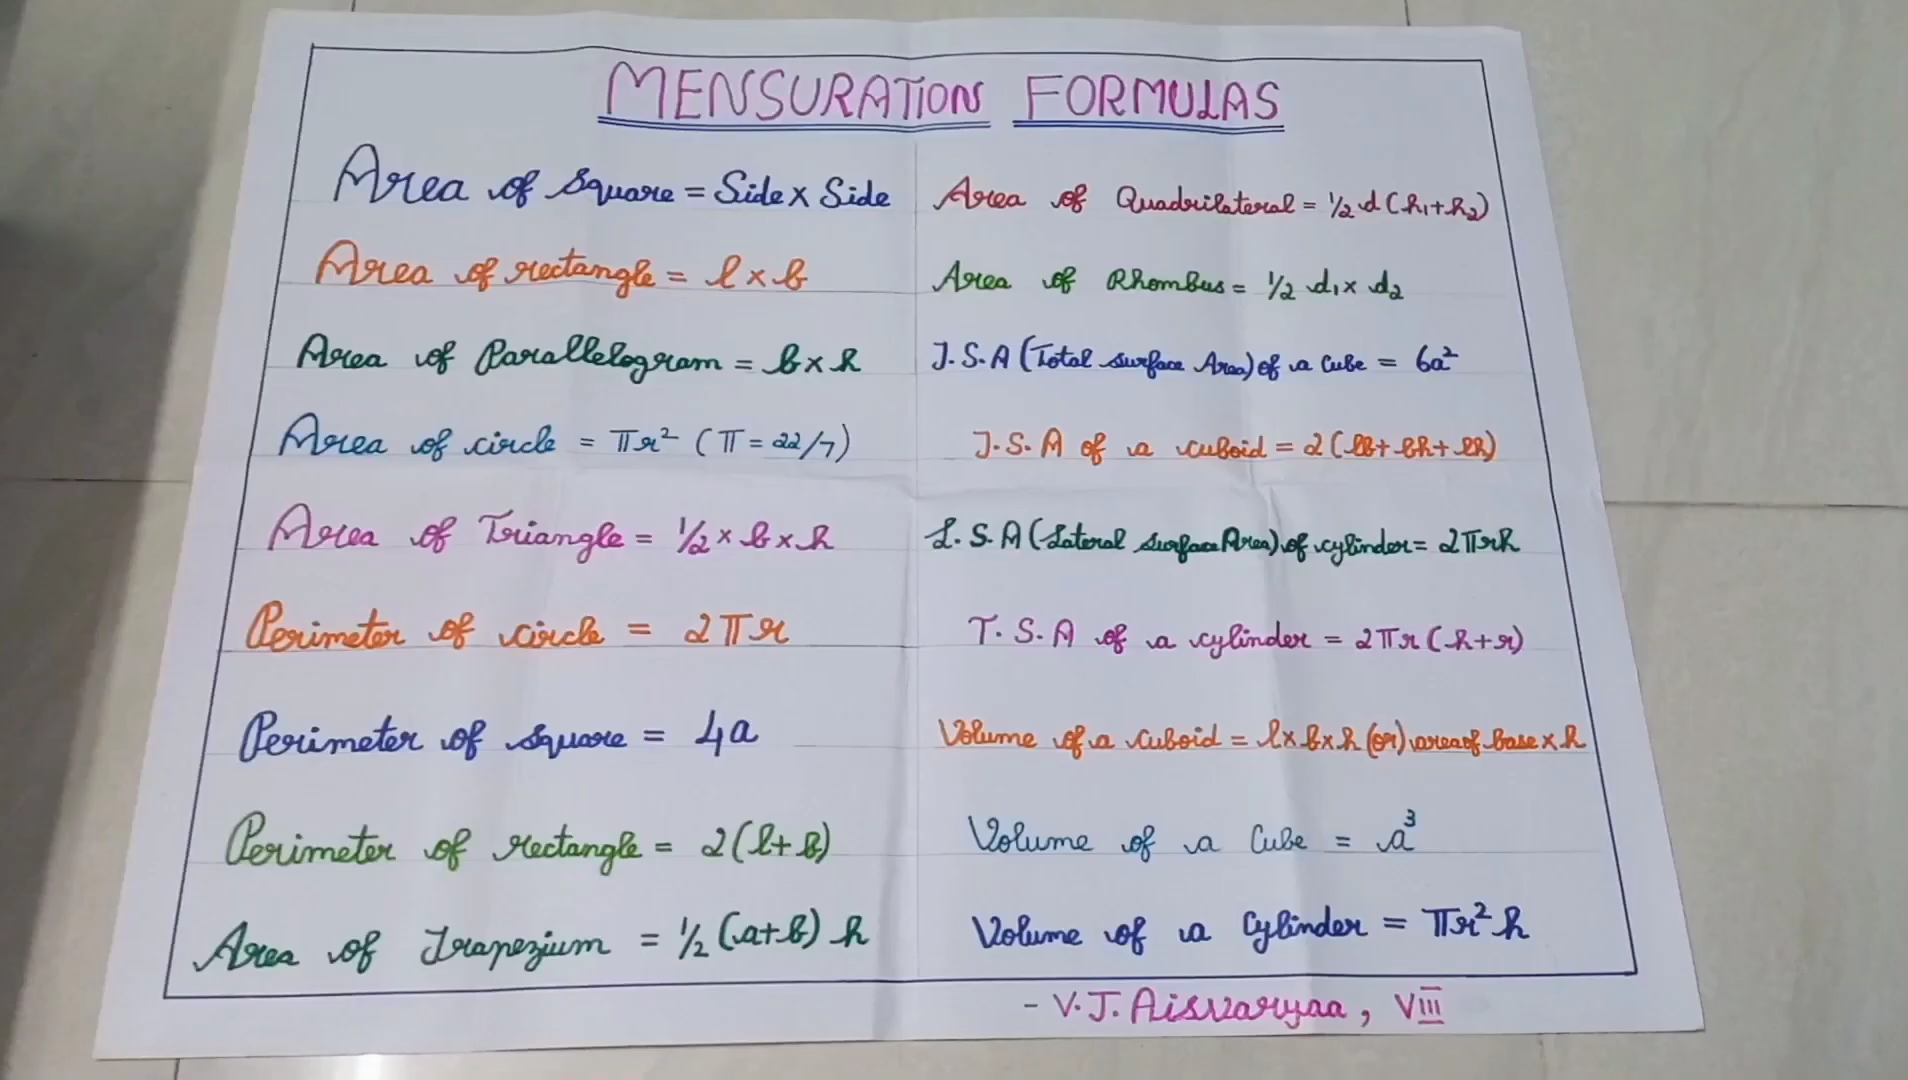 MENSURATION FORMULAS
Area of square = Side x Side
Area of rectangle = l x b
Area of Parallelogram = b x h
Area of circle = πr² (π = 22/7)
Area of Triangle = 1/2 x b x h
Perimeter of circle = 2πr
Perimeter of square = 4a
Perimeter of rectangle = 2(l+b)
Area of Trapezium = 1/2 (a+b) h
Area of Quadrilateral = 1/2 d (h₁+h₂)
Area of Rhombus = 1/2 d₁ x d₂
T.S.A (Total surface Area) of a Cube = 6a²
T.S.A of a cuboid = 2(lb+bh+lh)
L.S.A (Lateral surface Area) of cylinder = 2πrh
T.S.A of a cylinder = 2πr(h+r)
Volume of a cuboid = l x b x h (or) area of base x h
Volume of a Cube = a³
Volume of a Cylinder = πr²h
- V.J. Aisvaryaa, VIII